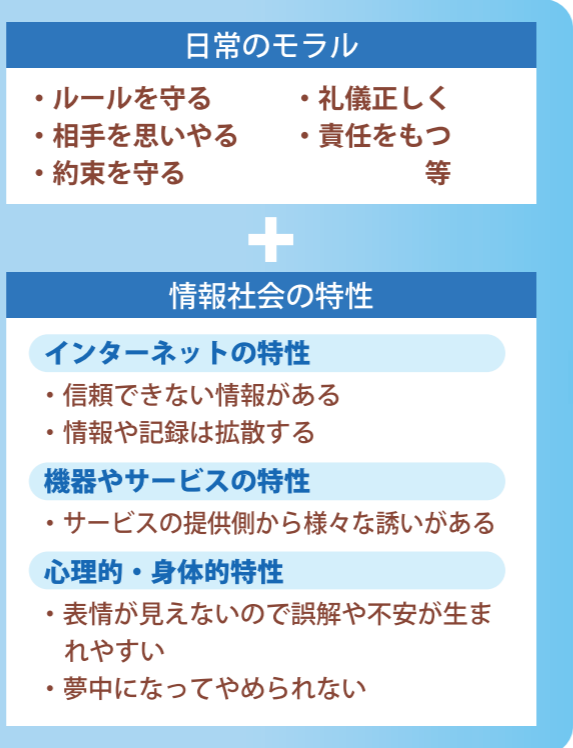 日常のモラル
・ルールを守る
・相手を思いやる
・約束を守る
・礼儀正しく
・責任をもつ
等
+
情報社会の特性
インターネットの特性
・信頼できない情報がある
・情報や記録は拡散する
機器やサービスの特性
・サービスの提供側から様々な誘いがある
心理的・身体的特性
・表情が見えないので誤解や不安が生ま
れやすい
・夢中になってやめられない